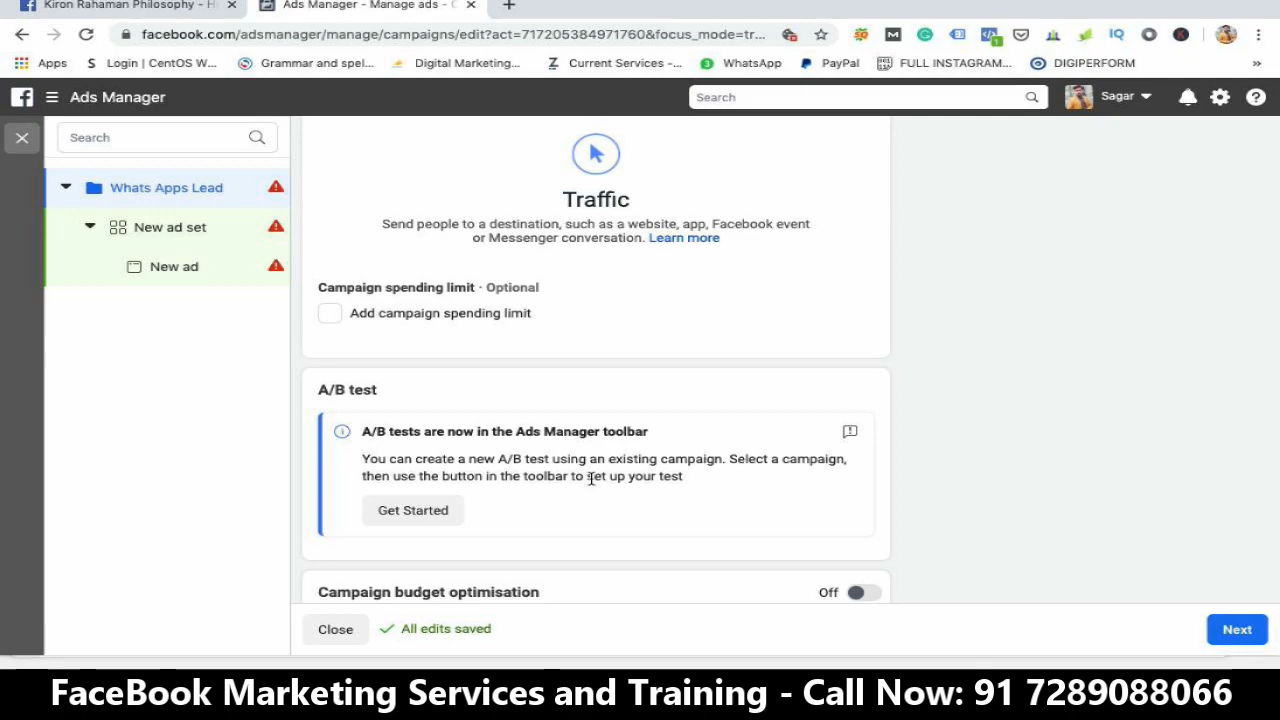 Kiron Rahaman Philosophy - H
Ads Manager - Manage ads - C
facebook.com/adsmanager/manage/campaigns/edit?act=717205384971760&focus_mode=tr...
Apps
S Login | CentOS W...
Grammar and spel...
Digital Marketing...
Z Current Services -...
WhatsApp
PayPal
FULL INSTAGRAM...
DIGIPERFORM
»
Ads Manager
Search
Sagar
Search
Whats Apps Lead
New ad set
New ad
Traffic
Send people to a destination, such as a website, app, Facebook event
or Messenger conversation. Learn more
Campaign spending limit · Optional
Add campaign spending limit
A/B test
A/B tests are now in the Ads Manager toolbar
You can create a new A/B test using an existing campaign. Select a campaign,
then use the button in the toolbar to set up your test
Get Started
Campaign budget optimisation
Off
Close
All edits saved
Next
FaceBook Marketing Services and Training - Call Now: 91 7289088066